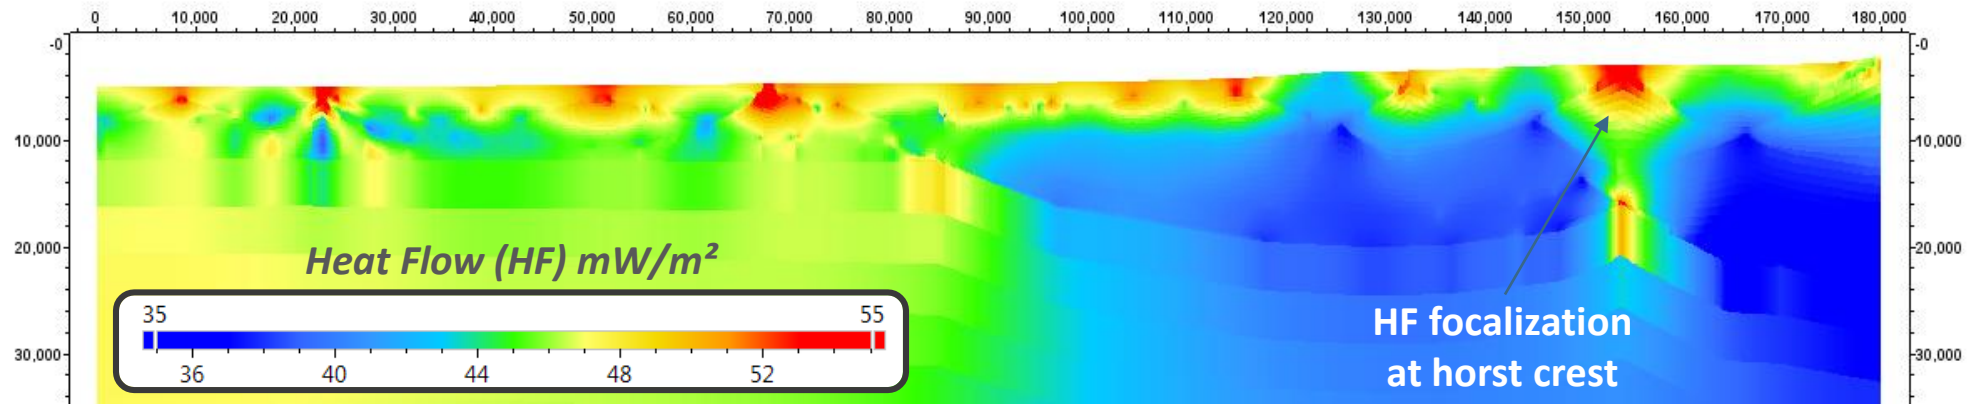 0 10,000 20,000 30,000 40,000 50,000 60,000 70,000 80,000 90,000 100,000 110,000 120,000 130,000 140,000 150,000 160,000 170,000 180,000
-0 -0
10,000 10,000
20,000 20,000
Heat Flow (HF) mW/m²
35 55
HF focalization
30,000 30,000
36 40 44 48 52
at horst crest